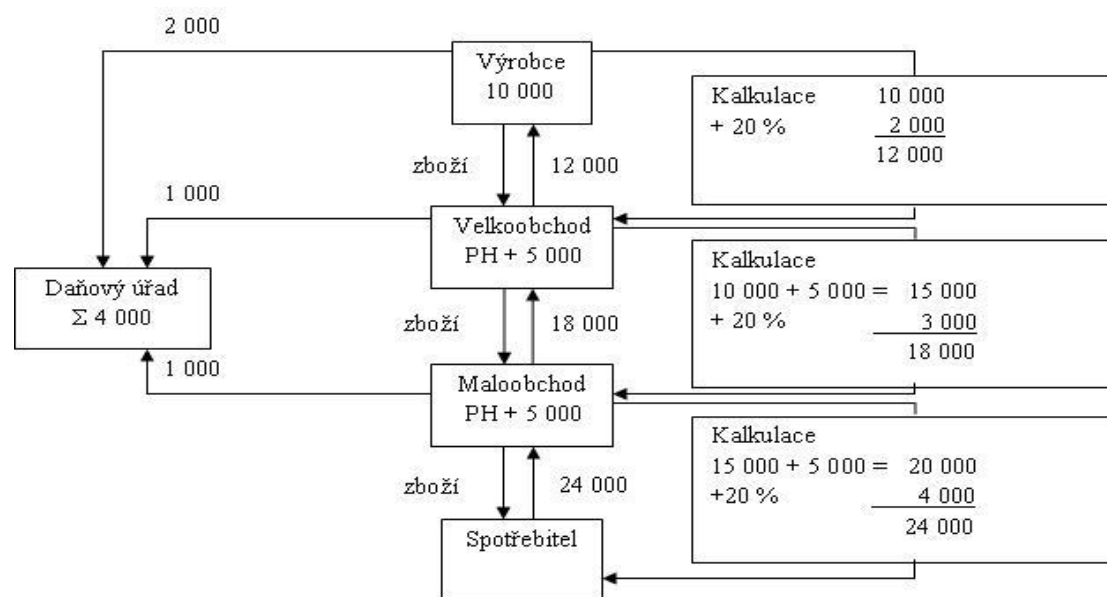 2 000
Výrobce
10 000
Kalkulace 10 000
+ 20 % 2 000
12 000
zboží 12 000
1 000
Velkoobchod
PH + 5 000
Daňový úřad
Σ 4 000
Kalkulace
10 000 + 5 000 = 15 000
+ 20 % 3 000
18 000
zboží 18 000
1 000
Maloobchod
PH + 5 000
Kalkulace
15 000 + 5 000 = 20 000
+20 % 4 000
24 000
zboží 24 000
Spotřebitel